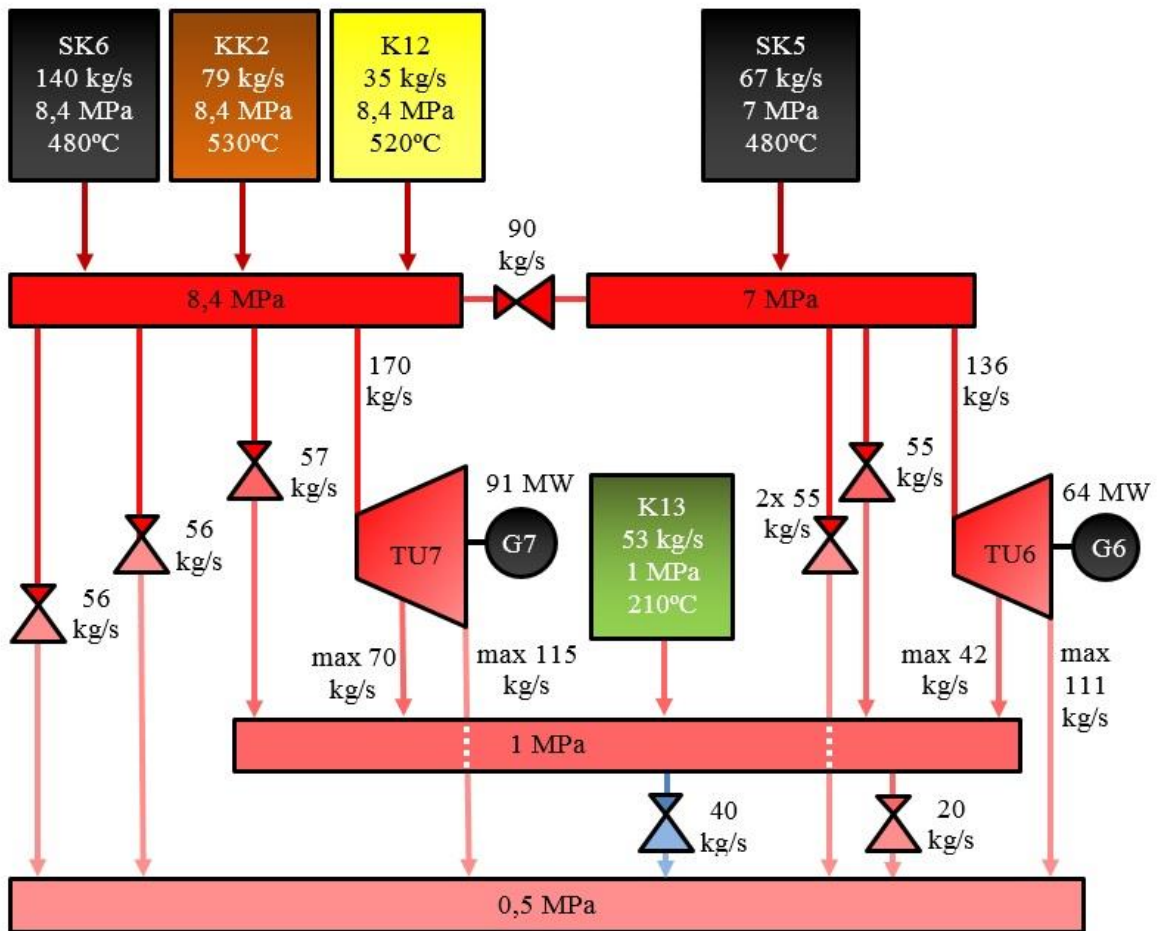 SK6
140 kg/s
8,4 MPa
480ºC
KK2
79 kg/s
8,4 MPa
530ºC
K12
35 kg/s
8,4 MPa
520ºC
SK5
67 kg/s
7 MPa
480ºC
90
kg/s
8,4 MPa
7 MPa
170
kg/s
136
kg/s
57
kg/s
56
kg/s
56
kg/s
91 MW
TU7
G7
K13
53 kg/s
1 MPa
210ºC
2x 55
kg/s
55
kg/s
64 MW
TU6
G6
max 70
kg/s
max 115
kg/s
max 42
kg/s
max
111
kg/s
1 MPa
40
kg/s
20
kg/s
0,5 MPa